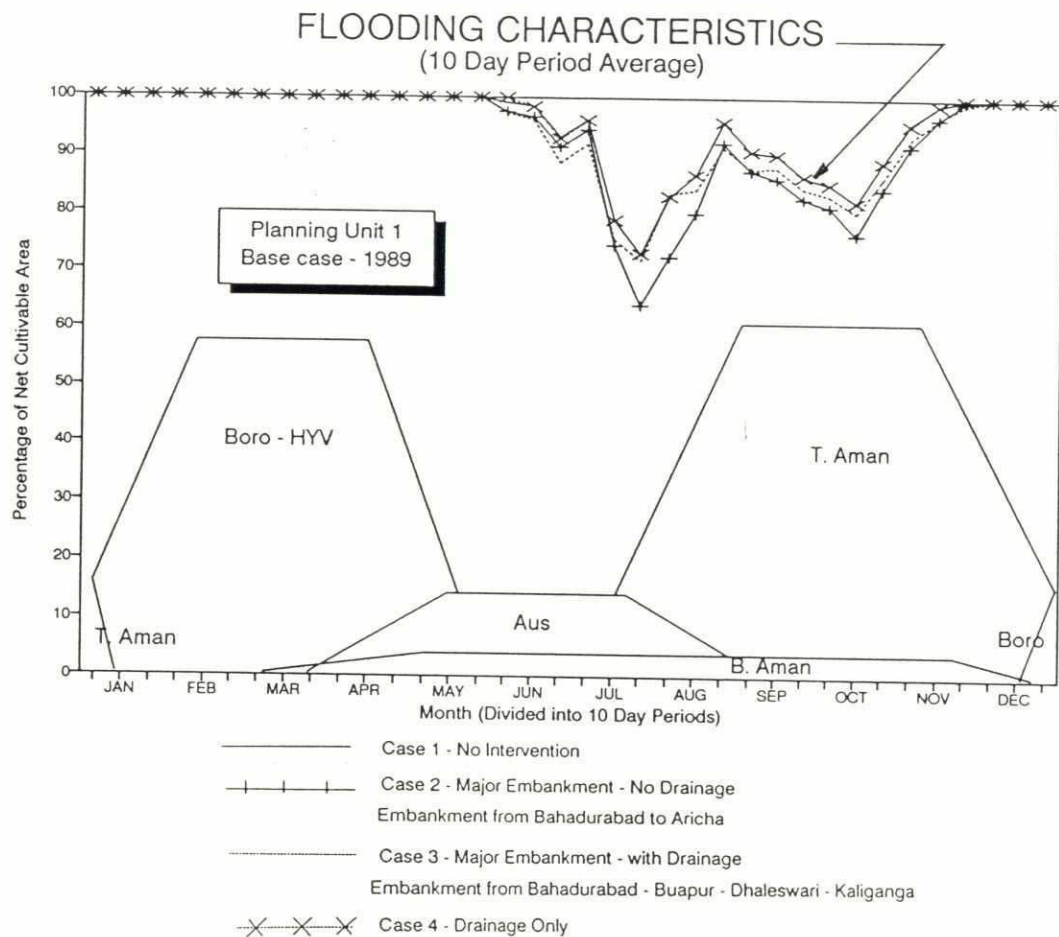 FLOODING CHARACTERISTICS
(10 Day Period Average)
Percentage of Net Cultivable Area
100
90
80
70
60
50
40
30
20
10
0
Planning Unit 1
Base case - 1989
Boro - HYV
T. Aman
T. Aman
Aus
Boro
B. Aman
JAN FEB MAR APR MAY JUN JUL AUG SEP OCT NOV DEC
Month (Divided into 10 Day Periods)
Case 1 - No Intervention
Case 2 - Major Embankment - No Drainage
Embankment from Bahadurabad to Aricha
Case 3 - Major Embankment - with Drainage
Embankment from Bahadurabad - Buapur - Dhaleswari - Kaliganga
Case 4 - Drainage Only